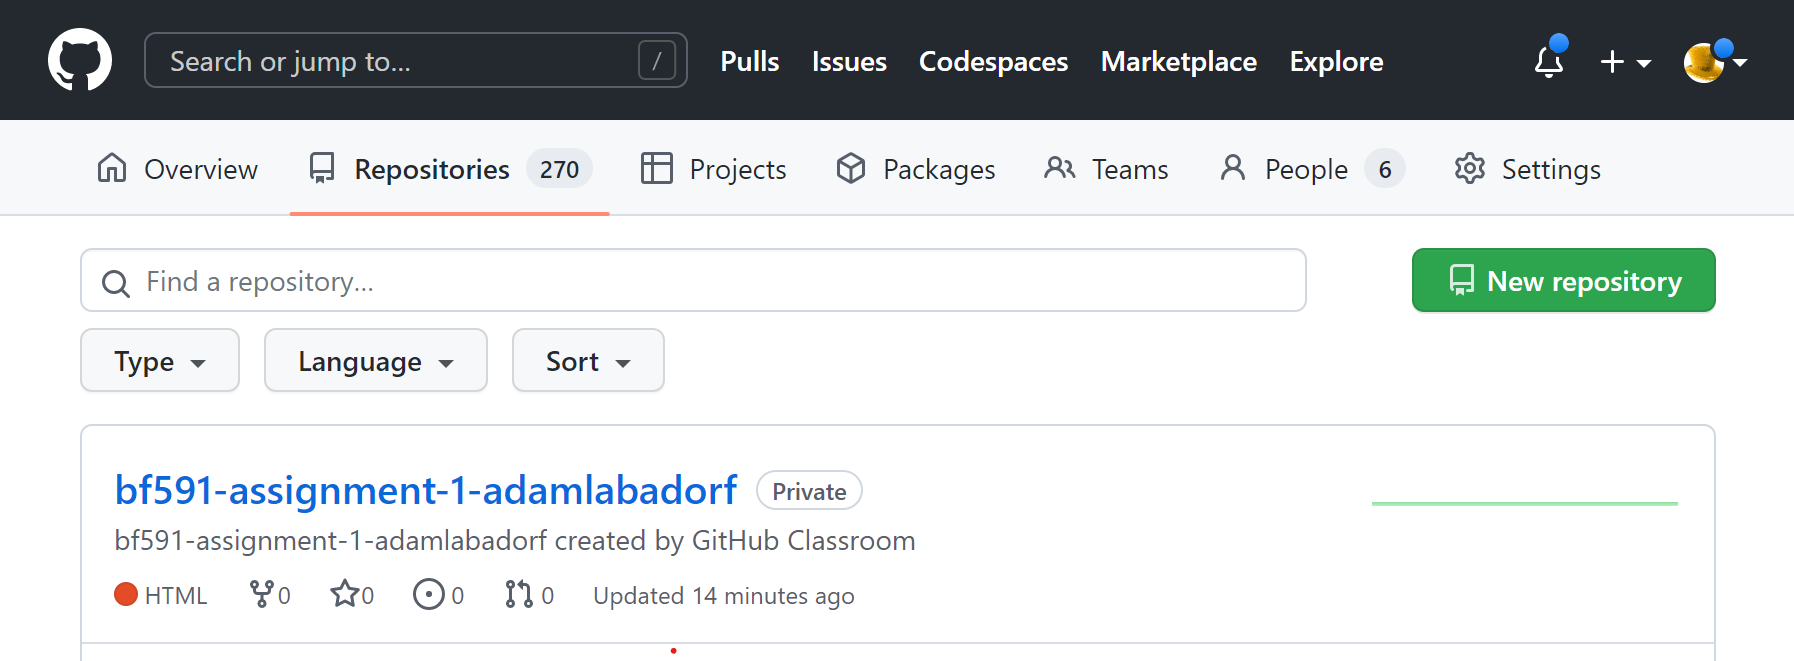 Search or jump to... / Pulls Issues Codespaces Marketplace Explore
Overview Repositories 270 Projects Packages Teams People 6 Settings
Find a repository... New repository
Type Language Sort
bf591-assignment-1-adamlabadorf Private
bf591-assignment-1-adamlabadorf created by GitHub Classroom
HTML 0 0 0 0 Updated 14 minutes ago